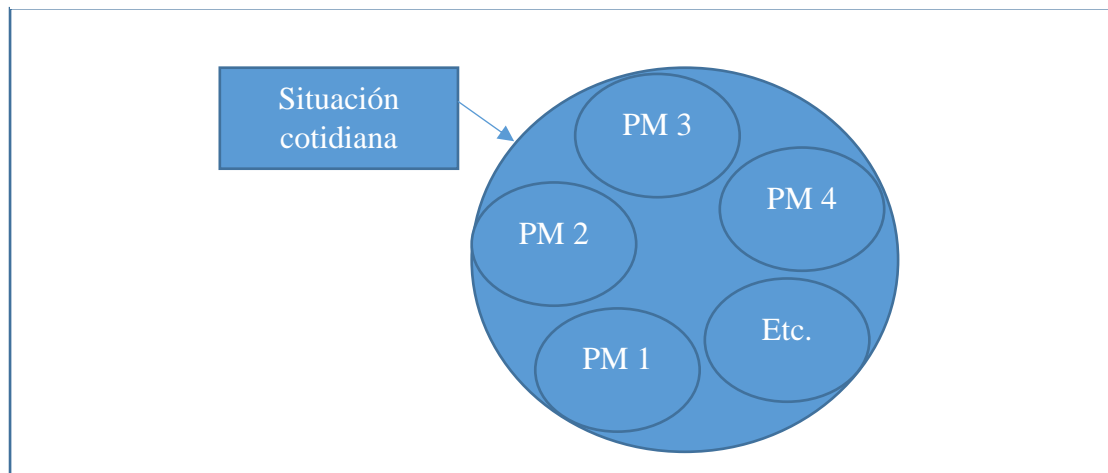 Situación
cotidiana
PM 3
PM 4
PM 2
Etc.
PM 1